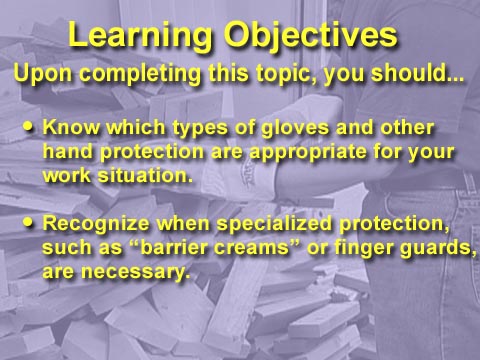 Learning Objectives
Upon completing this topic, you should...
• Know which types of gloves and other
hand protection are appropriate for your
work situation.
• Recognize when specialized protection,
such as “barrier creams” or finger guards,
are necessary.